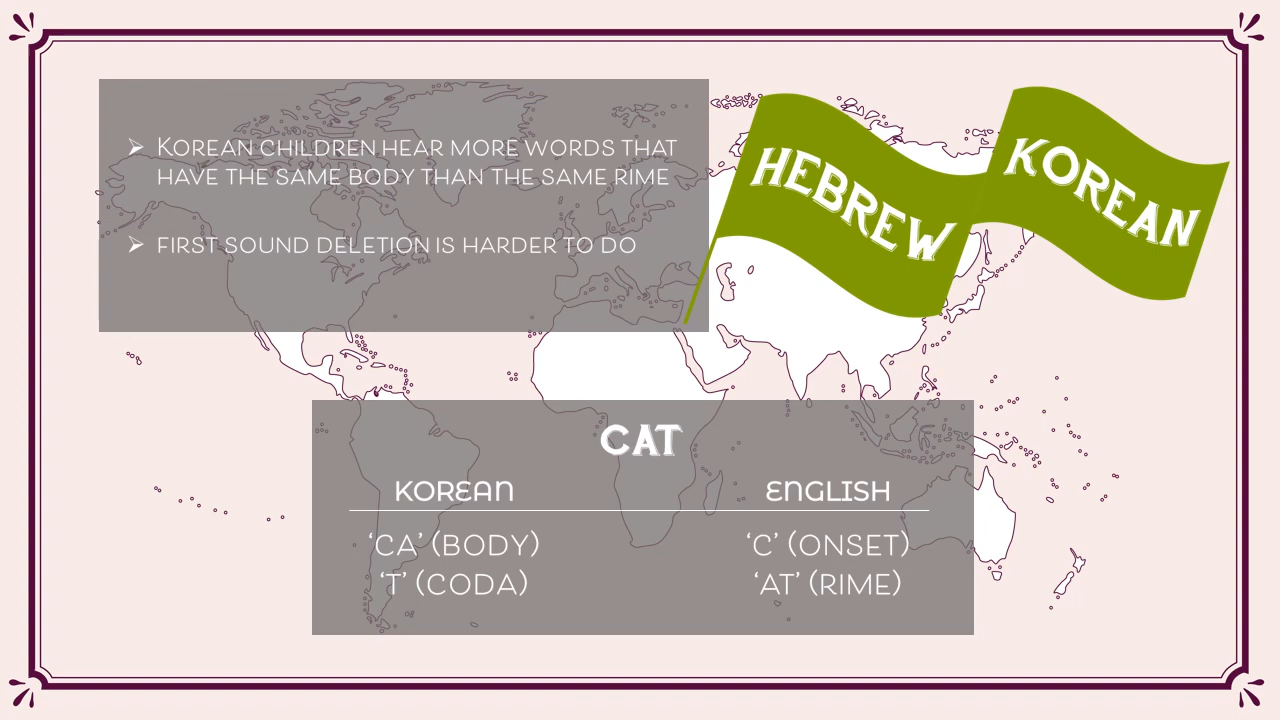 ➢ KOREAN CHILDREN HEAR MORE WORDS THAT
HAVE THE SAME BODY THAN THE SAME RIME
➢ FIRST SOUND DELETION IS HARDER TO DO
HEBREW
KOREAN
CAT
KOREAN ENGLISH
‘CA’ (BODY) ‘C’ (ONSET)
‘T’ (CODA) ‘AT’ (RIME)